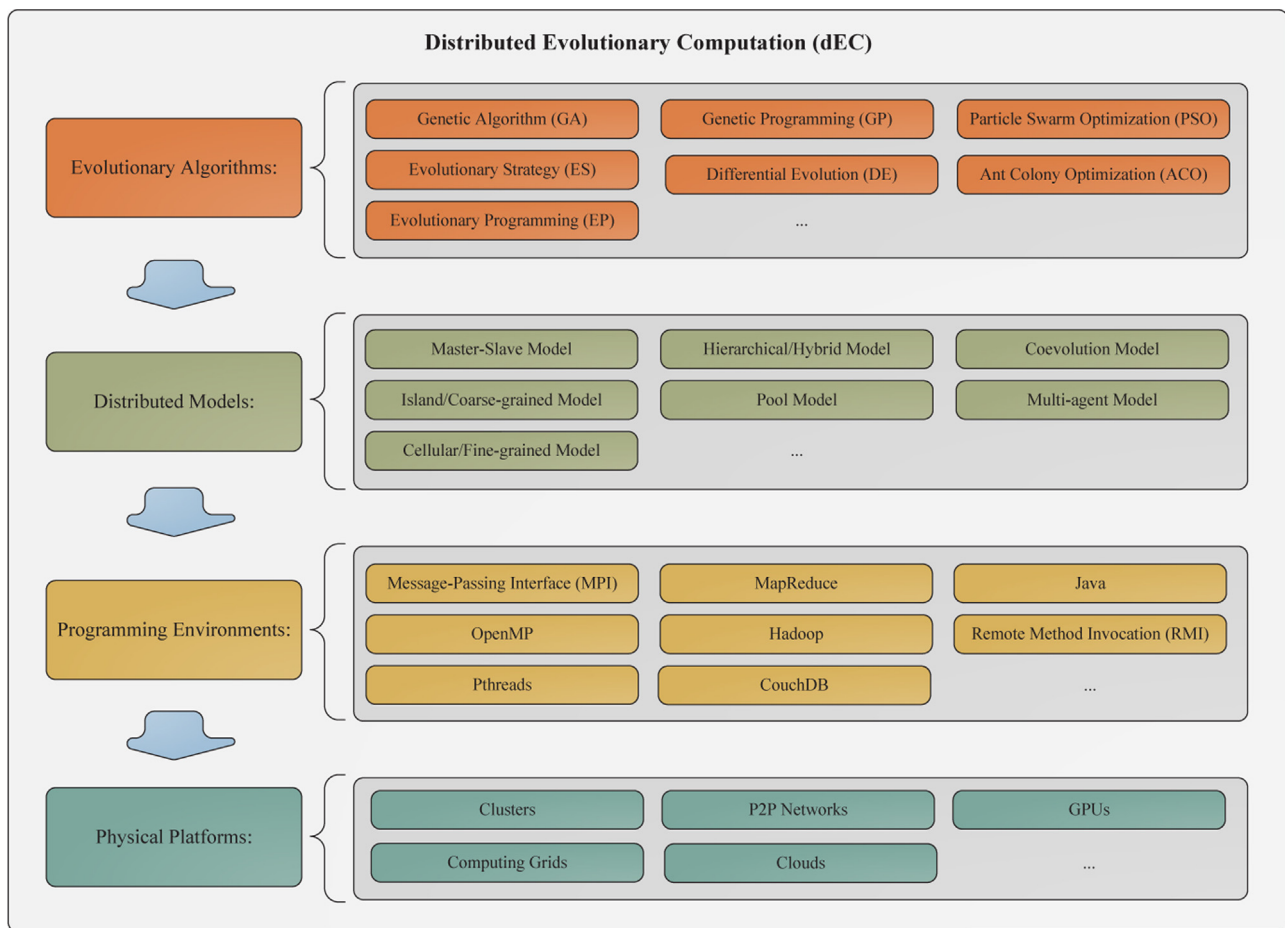 Distributed Evolutionary Computation (dEC)
Evolutionary Algorithms:
Genetic Algorithm (GA)
Genetic Programming (GP)
Particle Swarm Optimization (PSO)
Evolutionary Strategy (ES)
Differential Evolution (DE)
Ant Colony Optimization (ACO)
Evolutionary Programming (EP)
...
Distributed Models:
Master-Slave Model
Hierarchical/Hybrid Model
Coevolution Model
Island/Coarse-grained Model
Pool Model
Multi-agent Model
Cellular/Fine-grained Model
...
Programming Environments:
Message-Passing Interface (MPI)
MapReduce
Java
OpenMP
Hadoop
Remote Method Invocation (RMI)
Pthreads
CouchDB
...
Physical Platforms:
Clusters
P2P Networks
GPUs
Computing Grids
Clouds
...